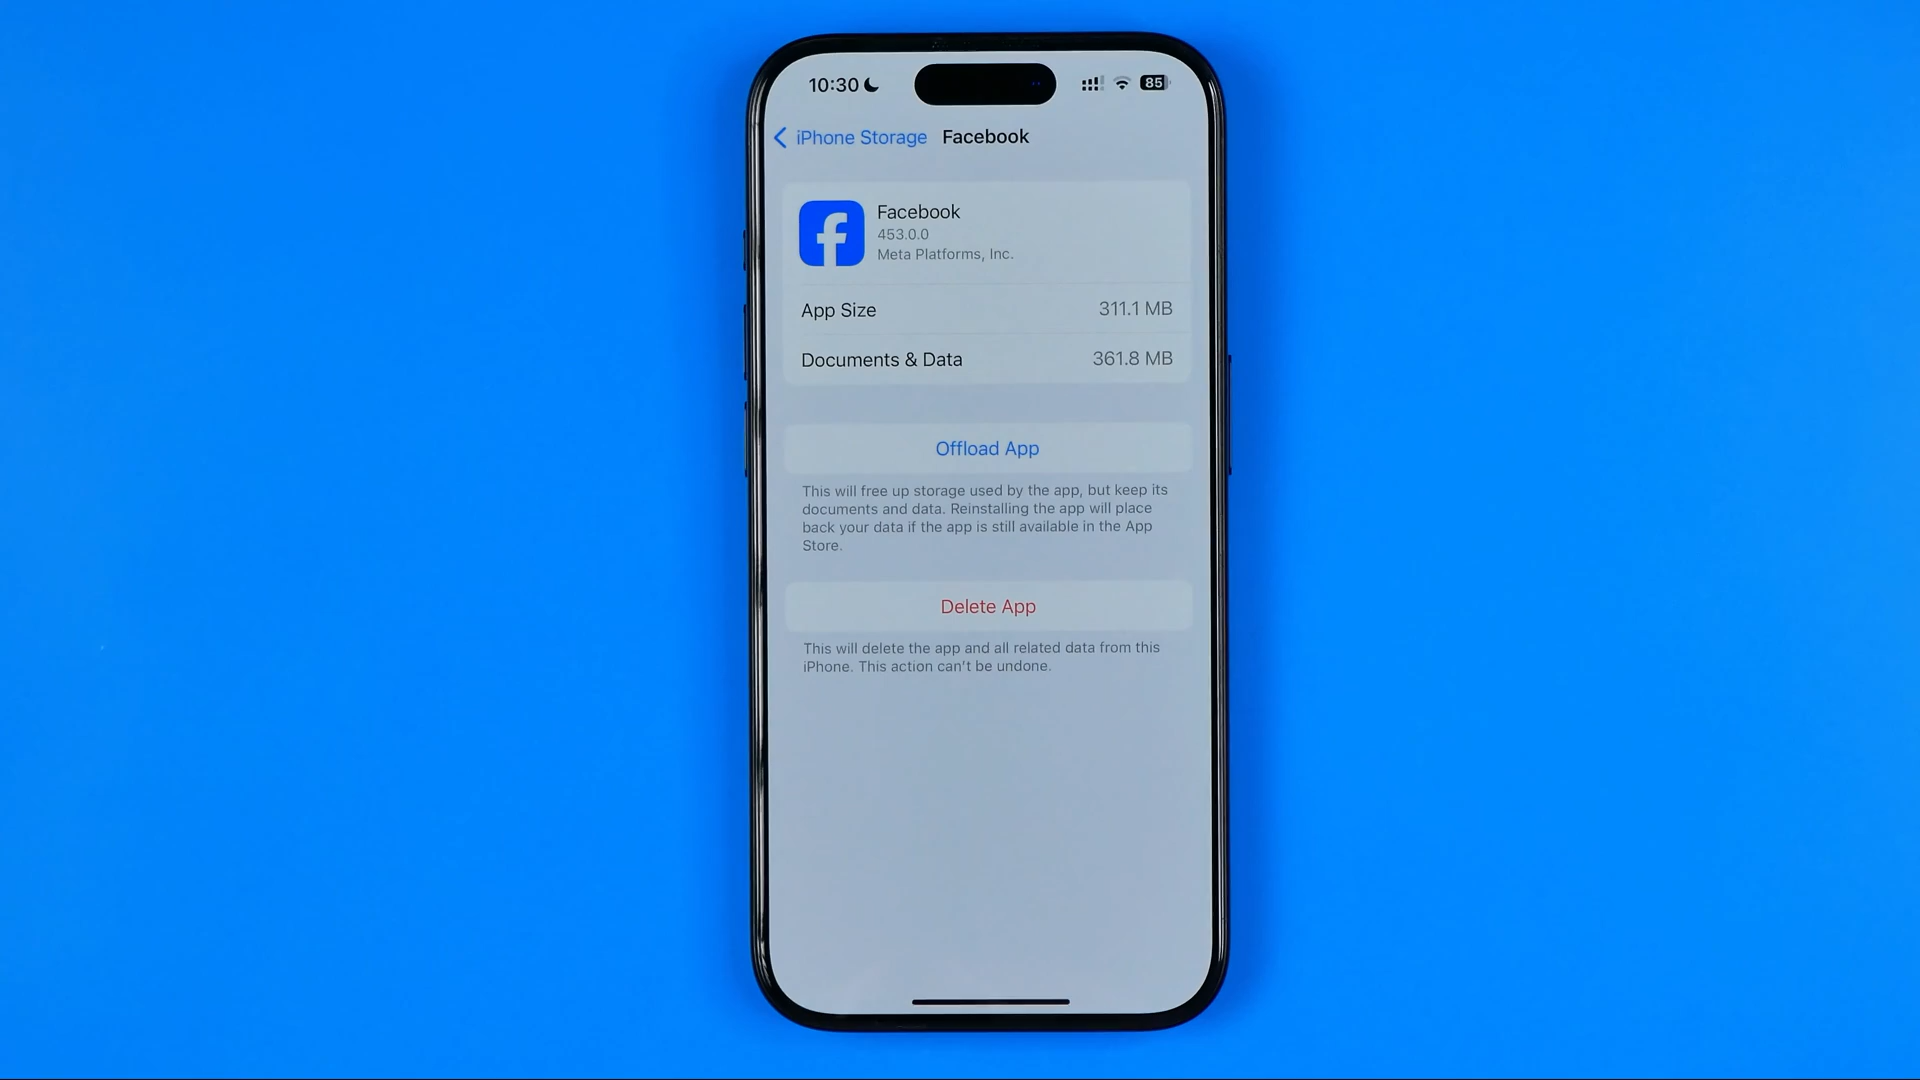 10:30
85
iPhone Storage Facebook
Facebook
453.0.0
Meta Platforms, Inc.
App Size 311.1 MB
Documents & Data 361.8 MB
Offload App
This will free up storage used by the app, but keep its
documents and data. Reinstalling the app will place
back your data if the app is still available in the App
Store.
Delete App
This will delete the app and all related data from this
iPhone. This action can't be undone.